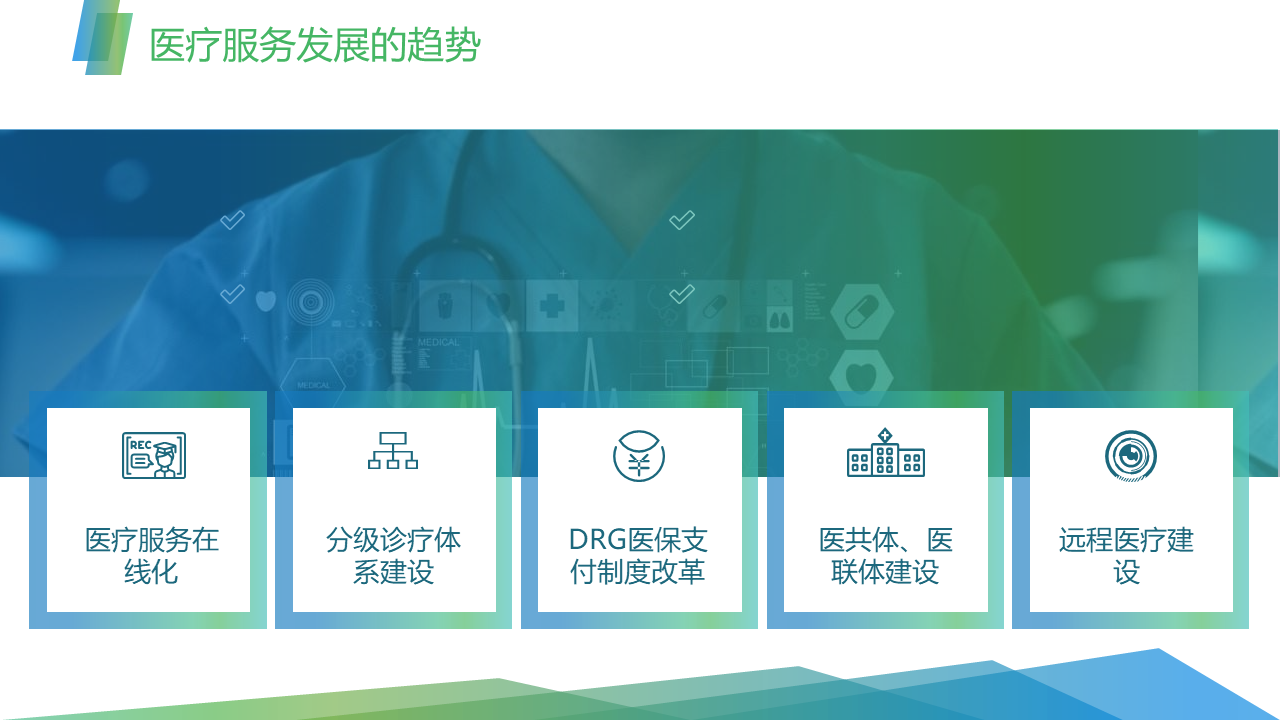 医疗服务发展的趋势
MEDICAL
MEDICAL
REC
医疗服务在
线化
分级诊疗体
系建设
DRG医保支
付制度改革
医共体、医
联体建设
远程医疗建
设